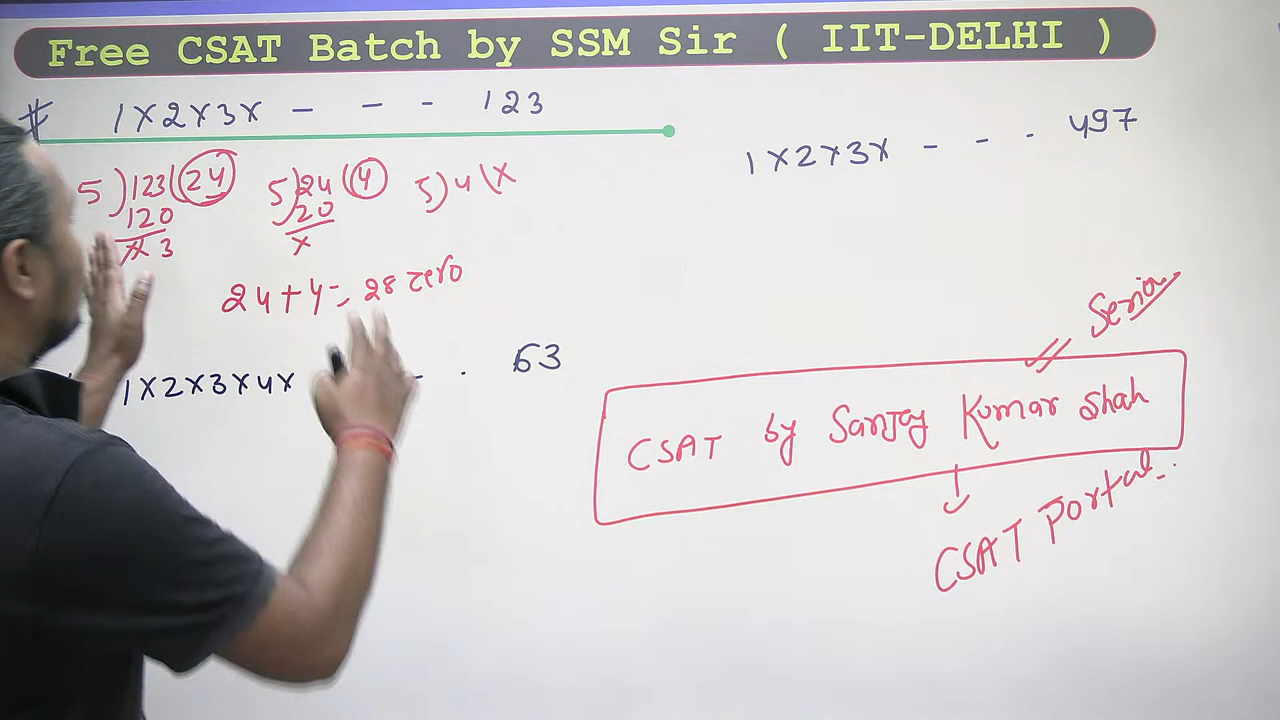 Free CSAT Batch by SSM Sir ( IIT-DELHI )
# 1×2×3× - - - 123
1×2×3× - - - 497
5)123(24 5)24(4 5)4(×
120 20
××3 ×
24+4= 28 zero
1×2×3×4× - . 63
CSAT by Sanjay Kumar Shah
CSAT Portal